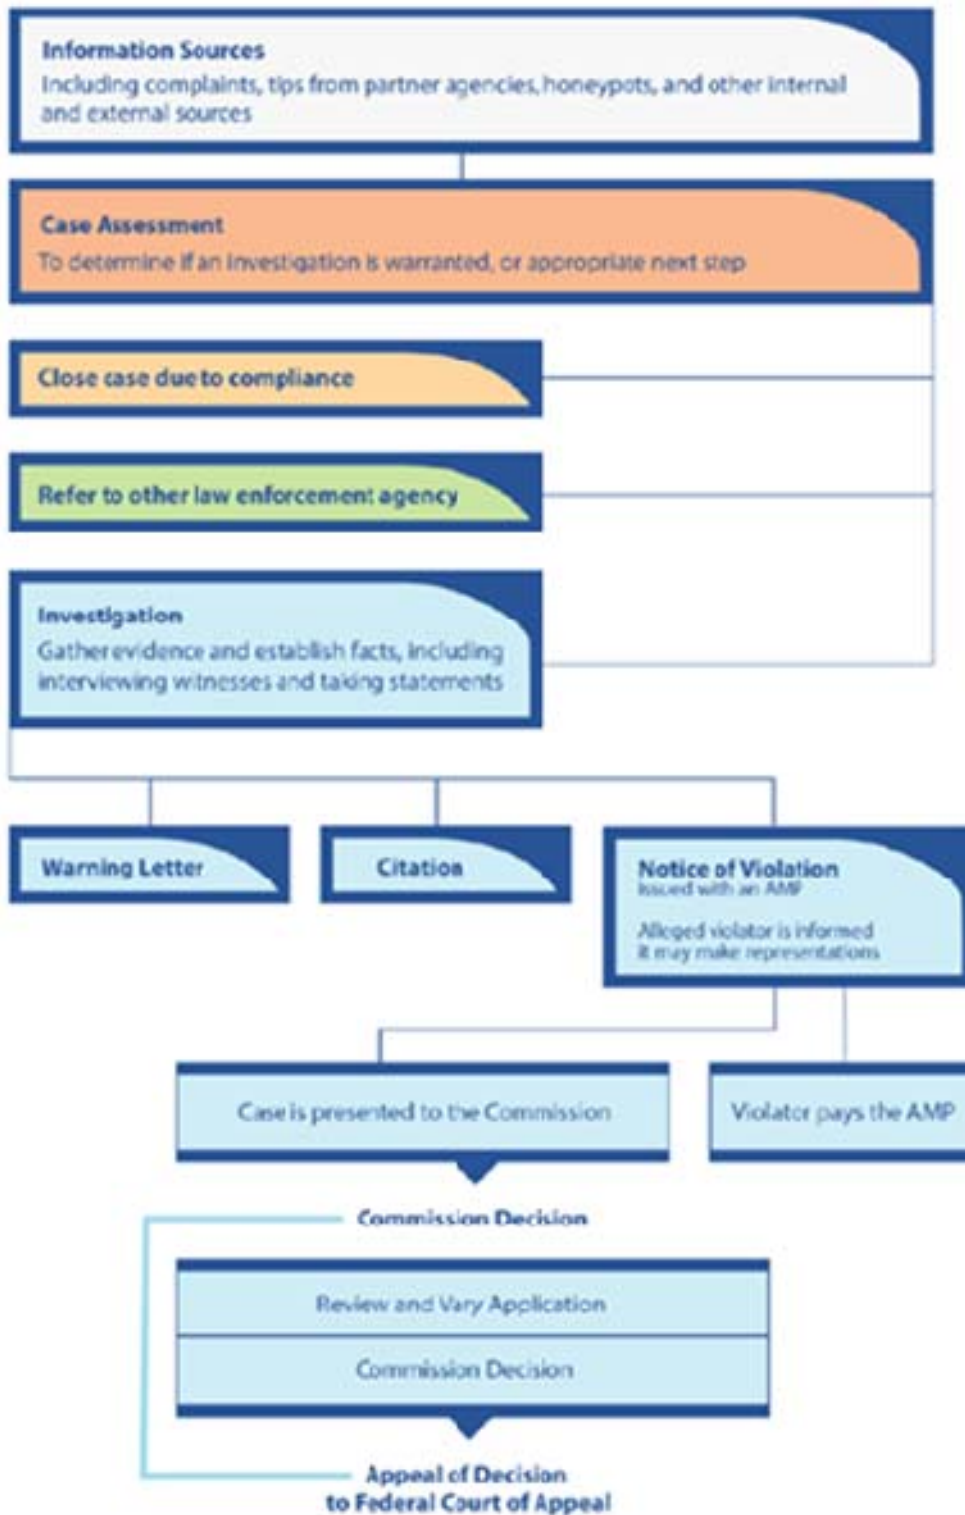 Information Sources
Including complaints, tips from partner agencies, honeypots, and other internal
and external sources
Case Assessment
To determine if an investigation is warranted, or appropriate next step
Close case due to compliance
Refer to other law enforcement agency
Investigation
Gather evidence and establish facts, including
interviewing witnesses and taking statements
Warning Letter
Citation
Notice of Violation
issued with an AMP
Alleged violator is informed
it may make representations
Case is presented to the Commission
Violator pays the AMP
Commission Decision
Review and Vary Application
Commission Decision
Appeal of Decision
to Federal Court of Appeal